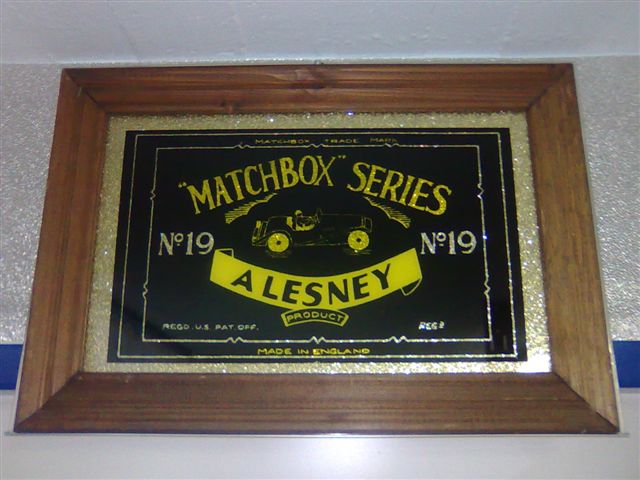 MATCHBOX TRADE MARK
"MATCHBOX" SERIES
Nº19
Nº19
A LESNEY
PRODUCT
REGD. U.S. PAT. OFF.
REGD
MADE IN ENGLAND